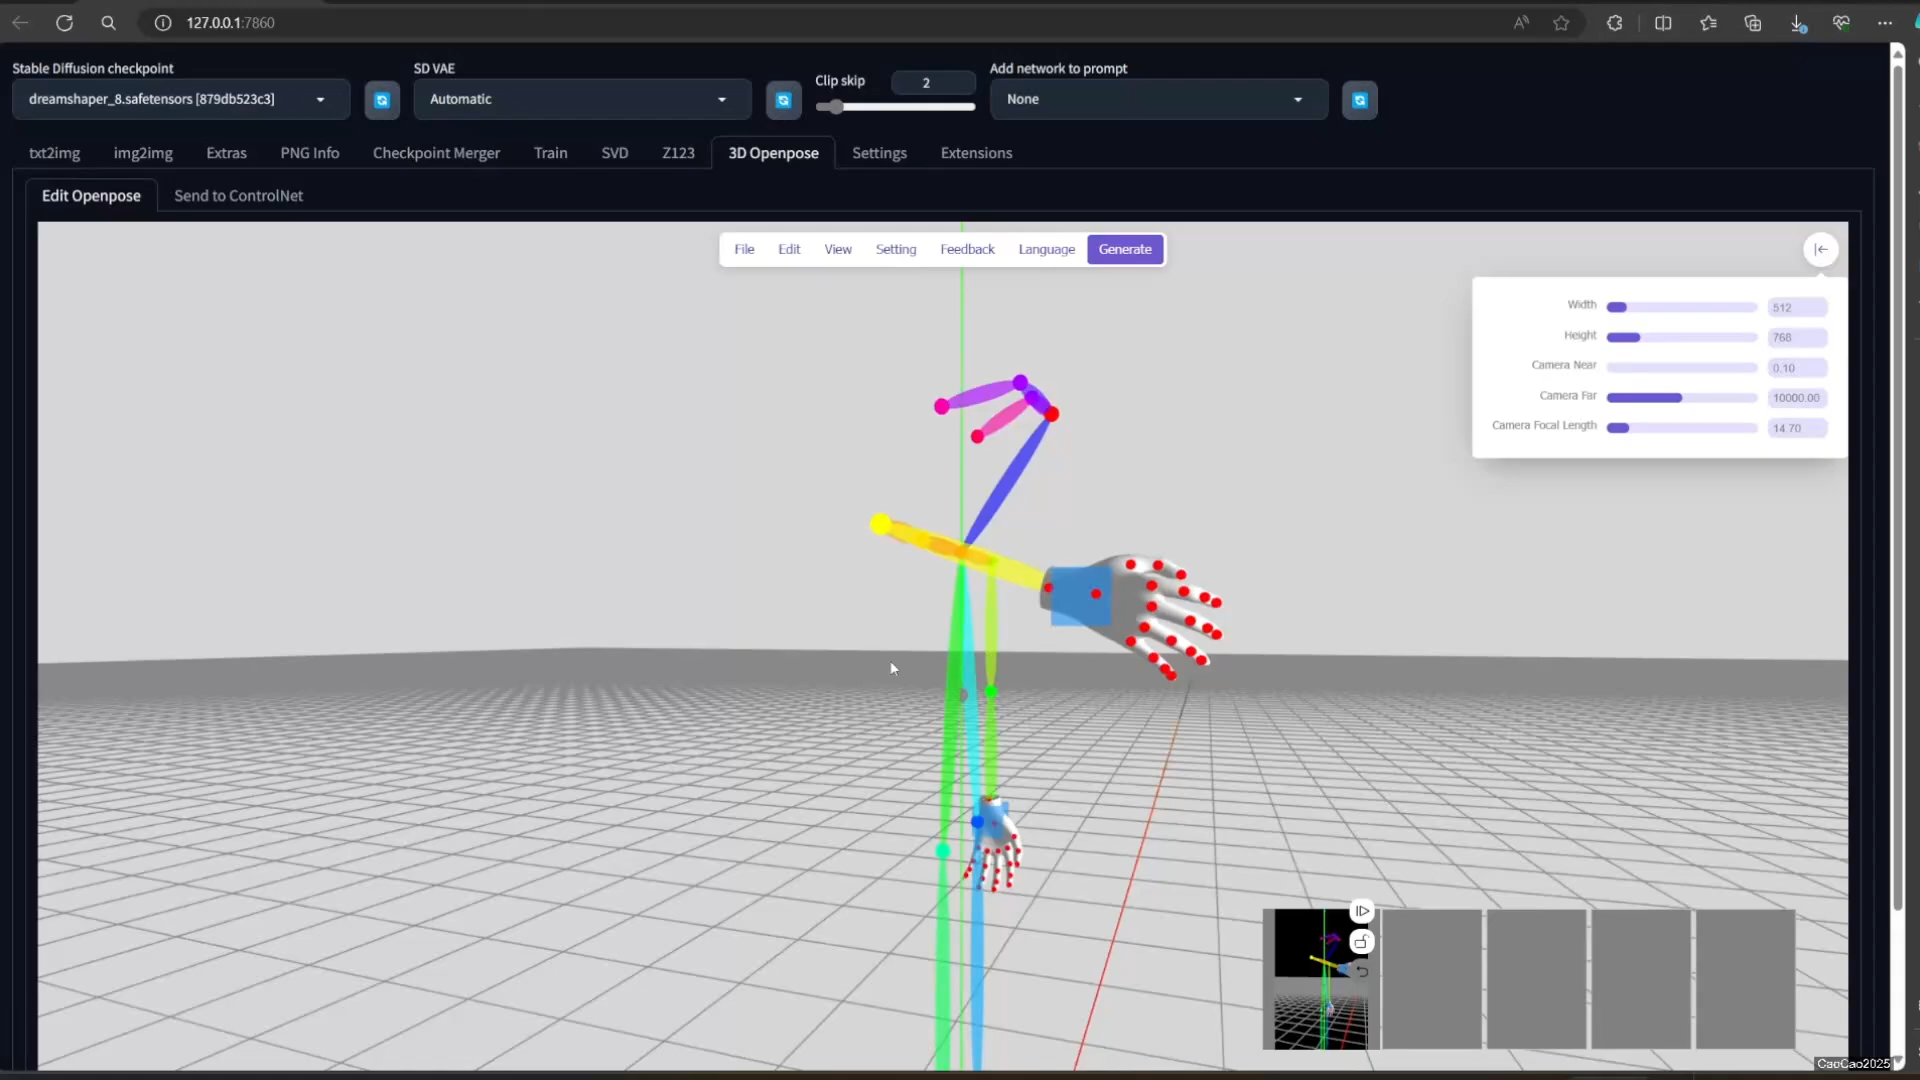 127.0.0.1:7860
Stable Diffusion checkpoint
dreamshaper_8.safetensors [879db523c3]
SD VAE
Automatic
Clip skip
2
Add network to prompt
None
txt2img
img2img
Extras
PNG Info
Checkpoint Merger
Train
SVD
Z123
3D Openpose
Settings
Extensions
Edit Openpose
Send to ControlNet
File
Edit
View
Setting
Feedback
Language
Generate
Width
512
Height
768
Camera Near
0.10
Camera Far
10000.00
Camera Focal Length
14.70
CaoCao2025